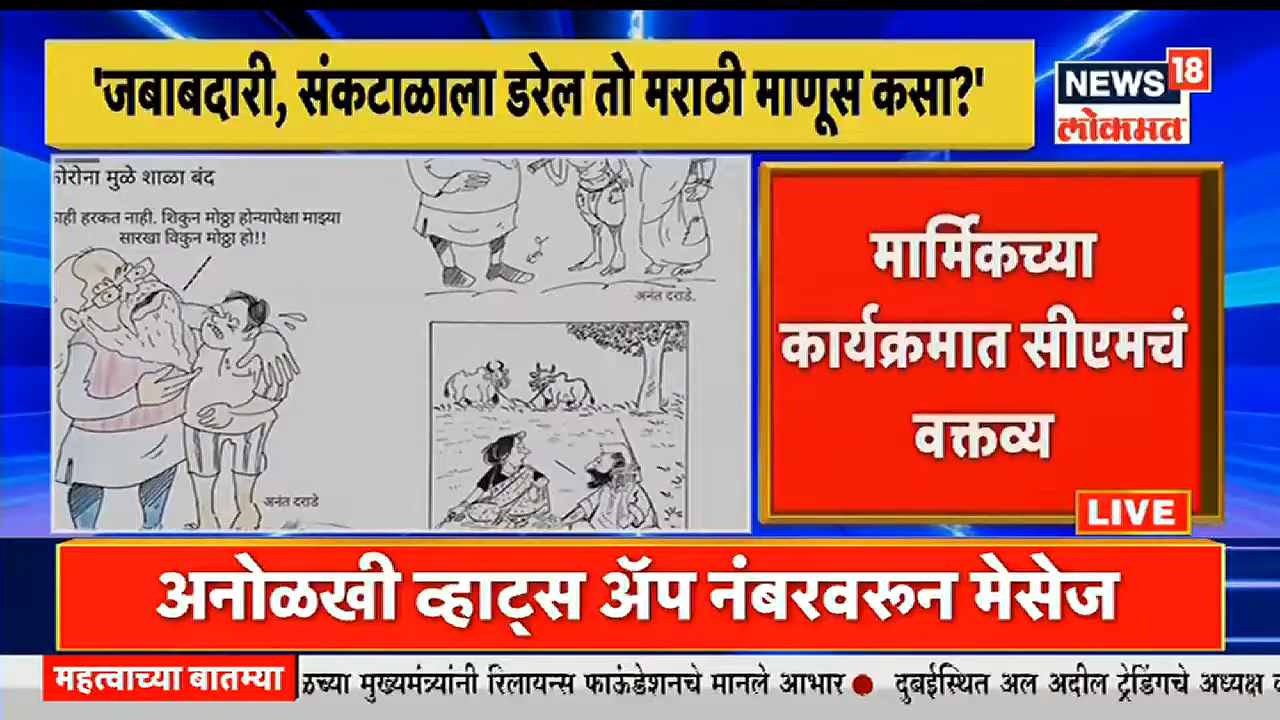 'जबाबदारी, संकटाळाला डरेल तो मराठी माणूस कसा?'
NEWS 18
लोकमत
कोरोना मुळे शाळा बंद
काही हरकत नाही. शिकुन मोठ्ठा होन्यापेक्षा माझ्या
सारखा विकुन मोठ्ठा हो!!
अनंत दराडे.
अनंत दराडे
मार्मिकच्या
कार्यक्रमात सीएमचं
वक्तव्य
LIVE
अनोळखी व्हाट्स ॲप नंबरवरून मेसेज
महत्वाच्या बातम्या
ळच्या मुख्यमंत्र्यांनी रिलायन्स फाऊंडेशनचे मानले आभार ● दुबईस्थित अल अदील ट्रेडिंगचे अध्यक्ष